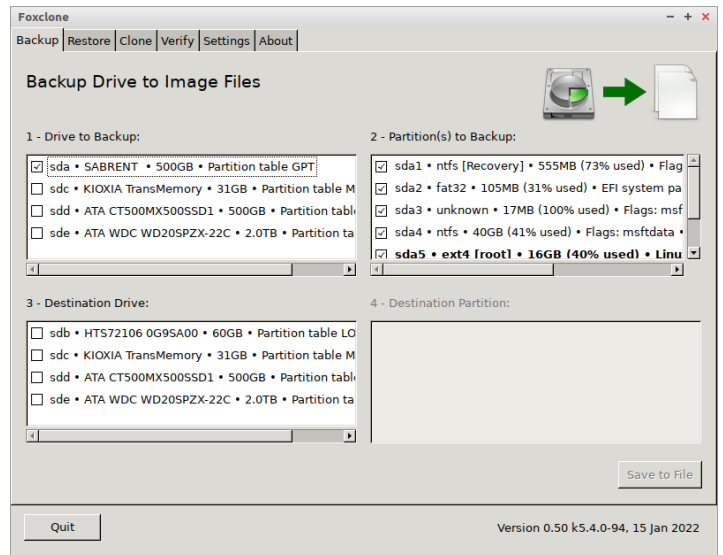 Foxclone
Backup Restore Clone Verify Settings About
Backup Drive to Image Files
1 - Drive to Backup:
sda • SABRENT • 500GB • Partition table GPT
sdc • KIOXIA TransMemory • 31GB • Partition table M
sdd • ATA CT500MX500SSD1 • 500GB • Partition tabl
sde • ATA WDC WD20SPZX-22C • 2.0TB • Partition ta
2 - Partition(s) to Backup:
sda1 • ntfs [Recovery] • 555MB (73% used) • Flag
sda2 • fat32 • 105MB (31% used) • EFI system pa
sda3 • unknown • 17MB (100% used) • Flags: msf
sda4 • ntfs • 40GB (41% used) • Flags: msftdata •
sda5 • ext4 [root] • 16GB (40% used) • Linu
3 - Destination Drive:
sdb • HTS72106 0G9SA00 • 60GB • Partition table LO
sdc • KIOXIA TransMemory • 31GB • Partition table M
sdd • ATA CT500MX500SSD1 • 500GB • Partition tabl
sde • ATA WDC WD20SPZX-22C • 2.0TB • Partition ta
4 - Destination Partition:
Save to File
Quit
Version 0.50 k5.4.0-94, 15 Jan 2022